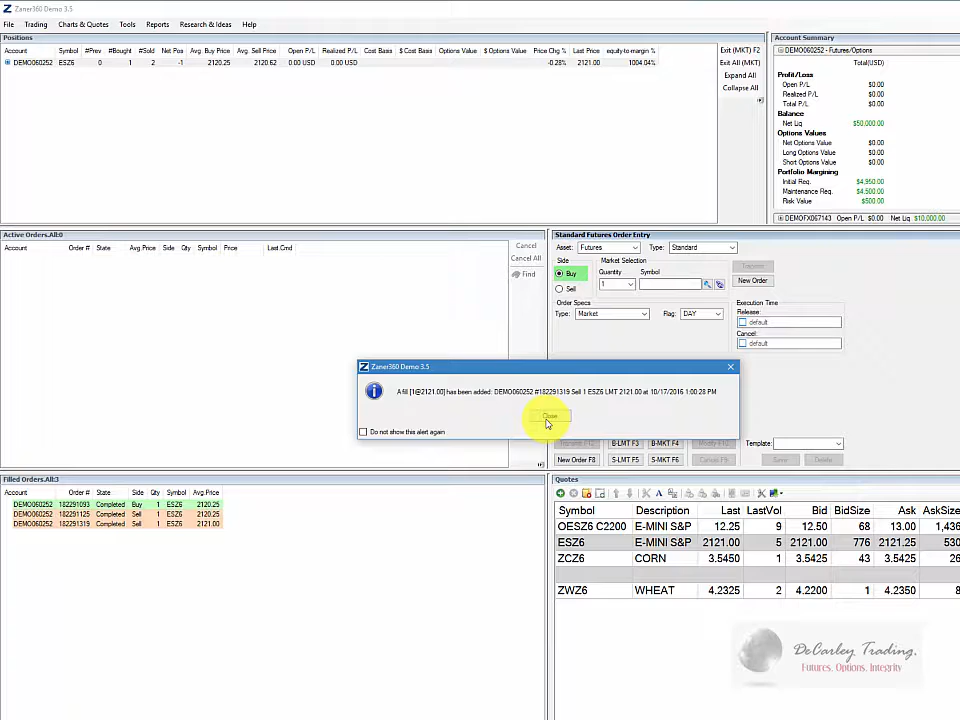 Zaner360 Demo 3.5
File Trading Charts & Quotes Tools Reports Research & Ideas Help
Positions
Account Symbol #Prev #Bought #Sold Net Pos Avg. Buy Price Avg. Sell Price Open P/L Realized P/L Cost Basis $ Cost Basis Options Value $ Options Value Price Chg % Last Price equity-to-margin %
DEMO060252 ESZ6 0 1 2 -1 2120.25 2120.62 0.00 USD 0.00 USD -0.28% 2121.00 1004.04%
Exit (MKT) F2
Exit All (MKT)
Expand All
Collapse All
Account Summary
DEMO060252 - Futures/Options
Total(USD)
Profit/Loss
Open P/L $0.00
Realized P/L $0.00
Total P/L $0.00
Balance
Net Liq $50,000.00
Options Values
Net Options Value $0.00
Long Options Value $0.00
Short Options Value $0.00
Portfolio Margining
Initial Req. $4,950.00
Maintenance Req. $4,500.00
Risk Value $500.00
DEMOFX067143 Open P/L: $0.00 Net Liq $10,000.00
Active Orders.All:0
Account Order # State Avg Price Side Qty Symbol Price Last Cmd
Cancel
Cancel All
Find
Standard Futures Order Entry
Asset: Futures Type: Standard
Side Market Selection
Buy Quantity Symbol
1
Sell
New Order
Order Specs
Type: Market Flag: DAY
Execution Time
Release:
default
Cancel:
default
Zaner360 Demo 3.5
A fill [1@2121.00] has been added: DEMO060252 #182291319 Sell 1 ESZ6 LMT 2121.00 at 10/17/2016 1:00:28 PM
Close
Do not show this alert again
Transmit F12 B-LMT F3 B-MKT F4 Modify F10 Template:
New Order F8 S-LMT F5 S-MKT F6 Cancel F9 Save Delete
Filled Orders.All:3
Account Order # State Side Qty Symbol Avg.Price
DEMO060252 182291093 Completed Buy 1 ESZ6 2120.25
DEMO060252 182291125 Completed Sell 1 ESZ6 2120.25
DEMO060252 182291319 Completed Sell 1 ESZ6 2121.00
Quotes
Symbol Description Last LastVol Bid BidSize Ask AskSize
OESZ6 C2200 E-MINI S&P 12.25 9 12.50 68 13.00 1,436
ESZ6 E-MINI S&P 2121.00 5 2121.00 776 2121.25 530
ZCZ6 CORN 3.5450 1 3.5425 43 3.5425 26
ZWZ6 WHEAT 4.2325 2 4.2200 1 4.2350 8
DeCarley Trading.
Futures. Options. Integrity